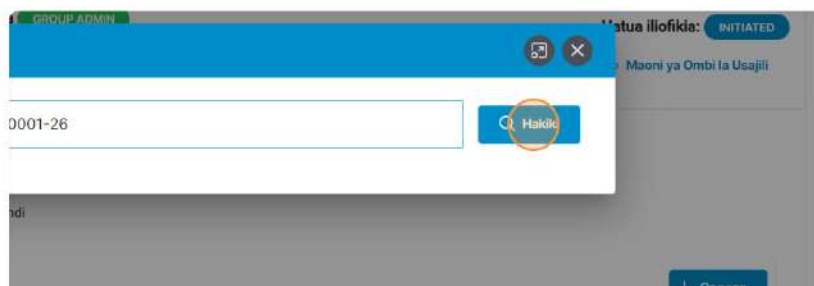 GROUP ADMIN
Hatua iliofikia: INITIATED
Maoni ya Ombi la Usajili
0001-26
Hakiki
ndi